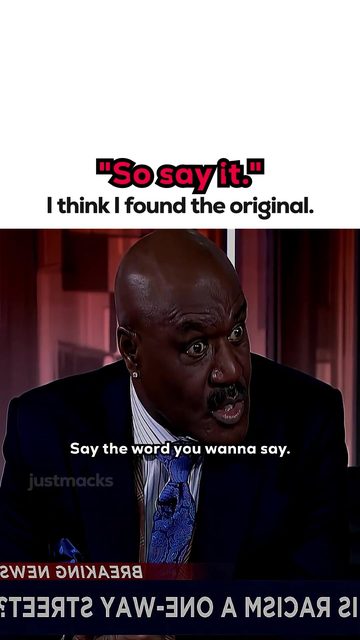 "So say it."
I think I found the original.
Say the word you wanna say.
justmacks
BREAKING NEWS
IS RACISM A ONE-WAY STREET?